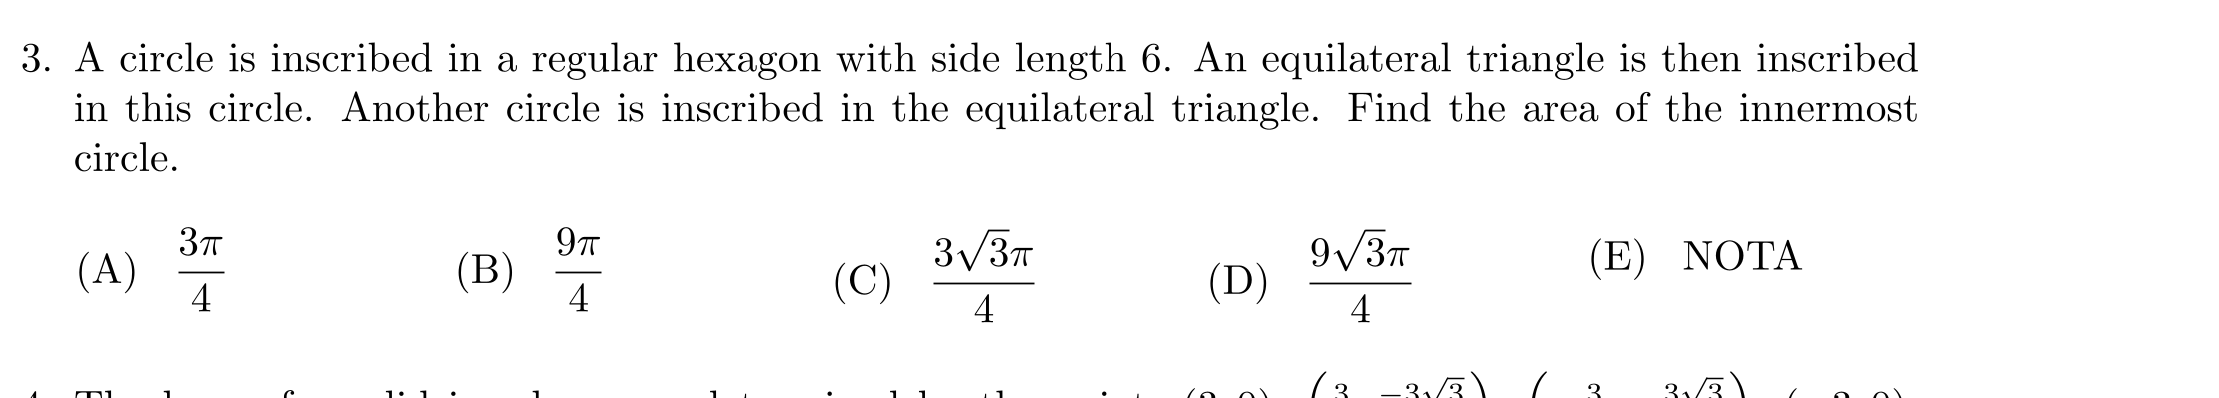 3. A circle is inscribed in a regular hexagon with side length 6. An equilateral triangle is then inscribed
in this circle. Another circle is inscribed in the equilateral triangle. Find the area of the innermost
circle.
(A) 3π/4 (B) 9π/4 (C) 3√3π/4 (D) 9√3π/4 (E) NOTA